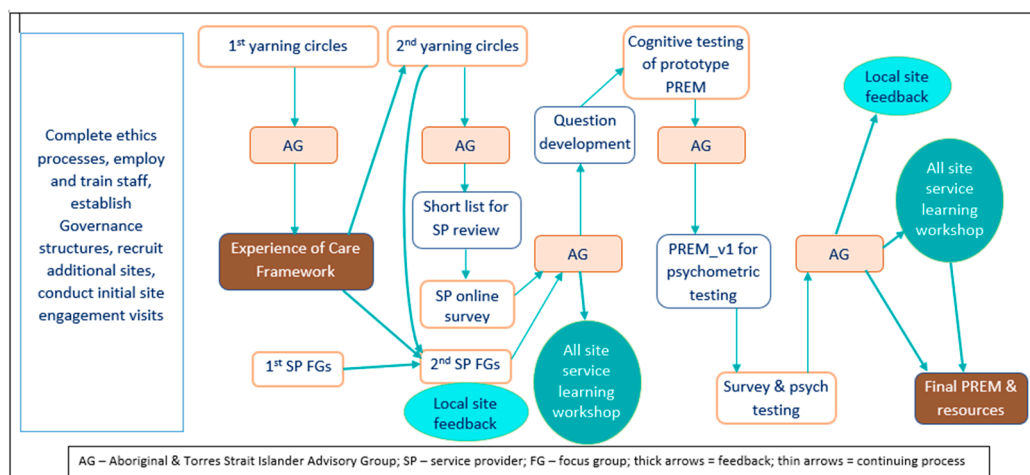 Complete ethics
processes, employ
and train staff,
establish
Governance
structures, recruit
additional sites,
conduct initial site
engagement visits
1st yarning circles
AG
Experience of Care
Framework
1st SP FGs
2nd yarning circles
AG
Short list for
SP review
SP online
survey
2nd SP FGs
Local site
feedback
Question
development
AG
All site
service
learning
workshop
Cognitive testing
of prototype
PREM
AG
PREM_v1 for
psychometric
testing
Survey & psych
testing
Local site
feedback
AG
All site
service
learning
workshop
Final PREM &
resources
AG – Aboriginal & Torres Strait Islander Advisory Group; SP – service provider; FG – focus group; thick arrows = feedback; thin arrows = continuing process